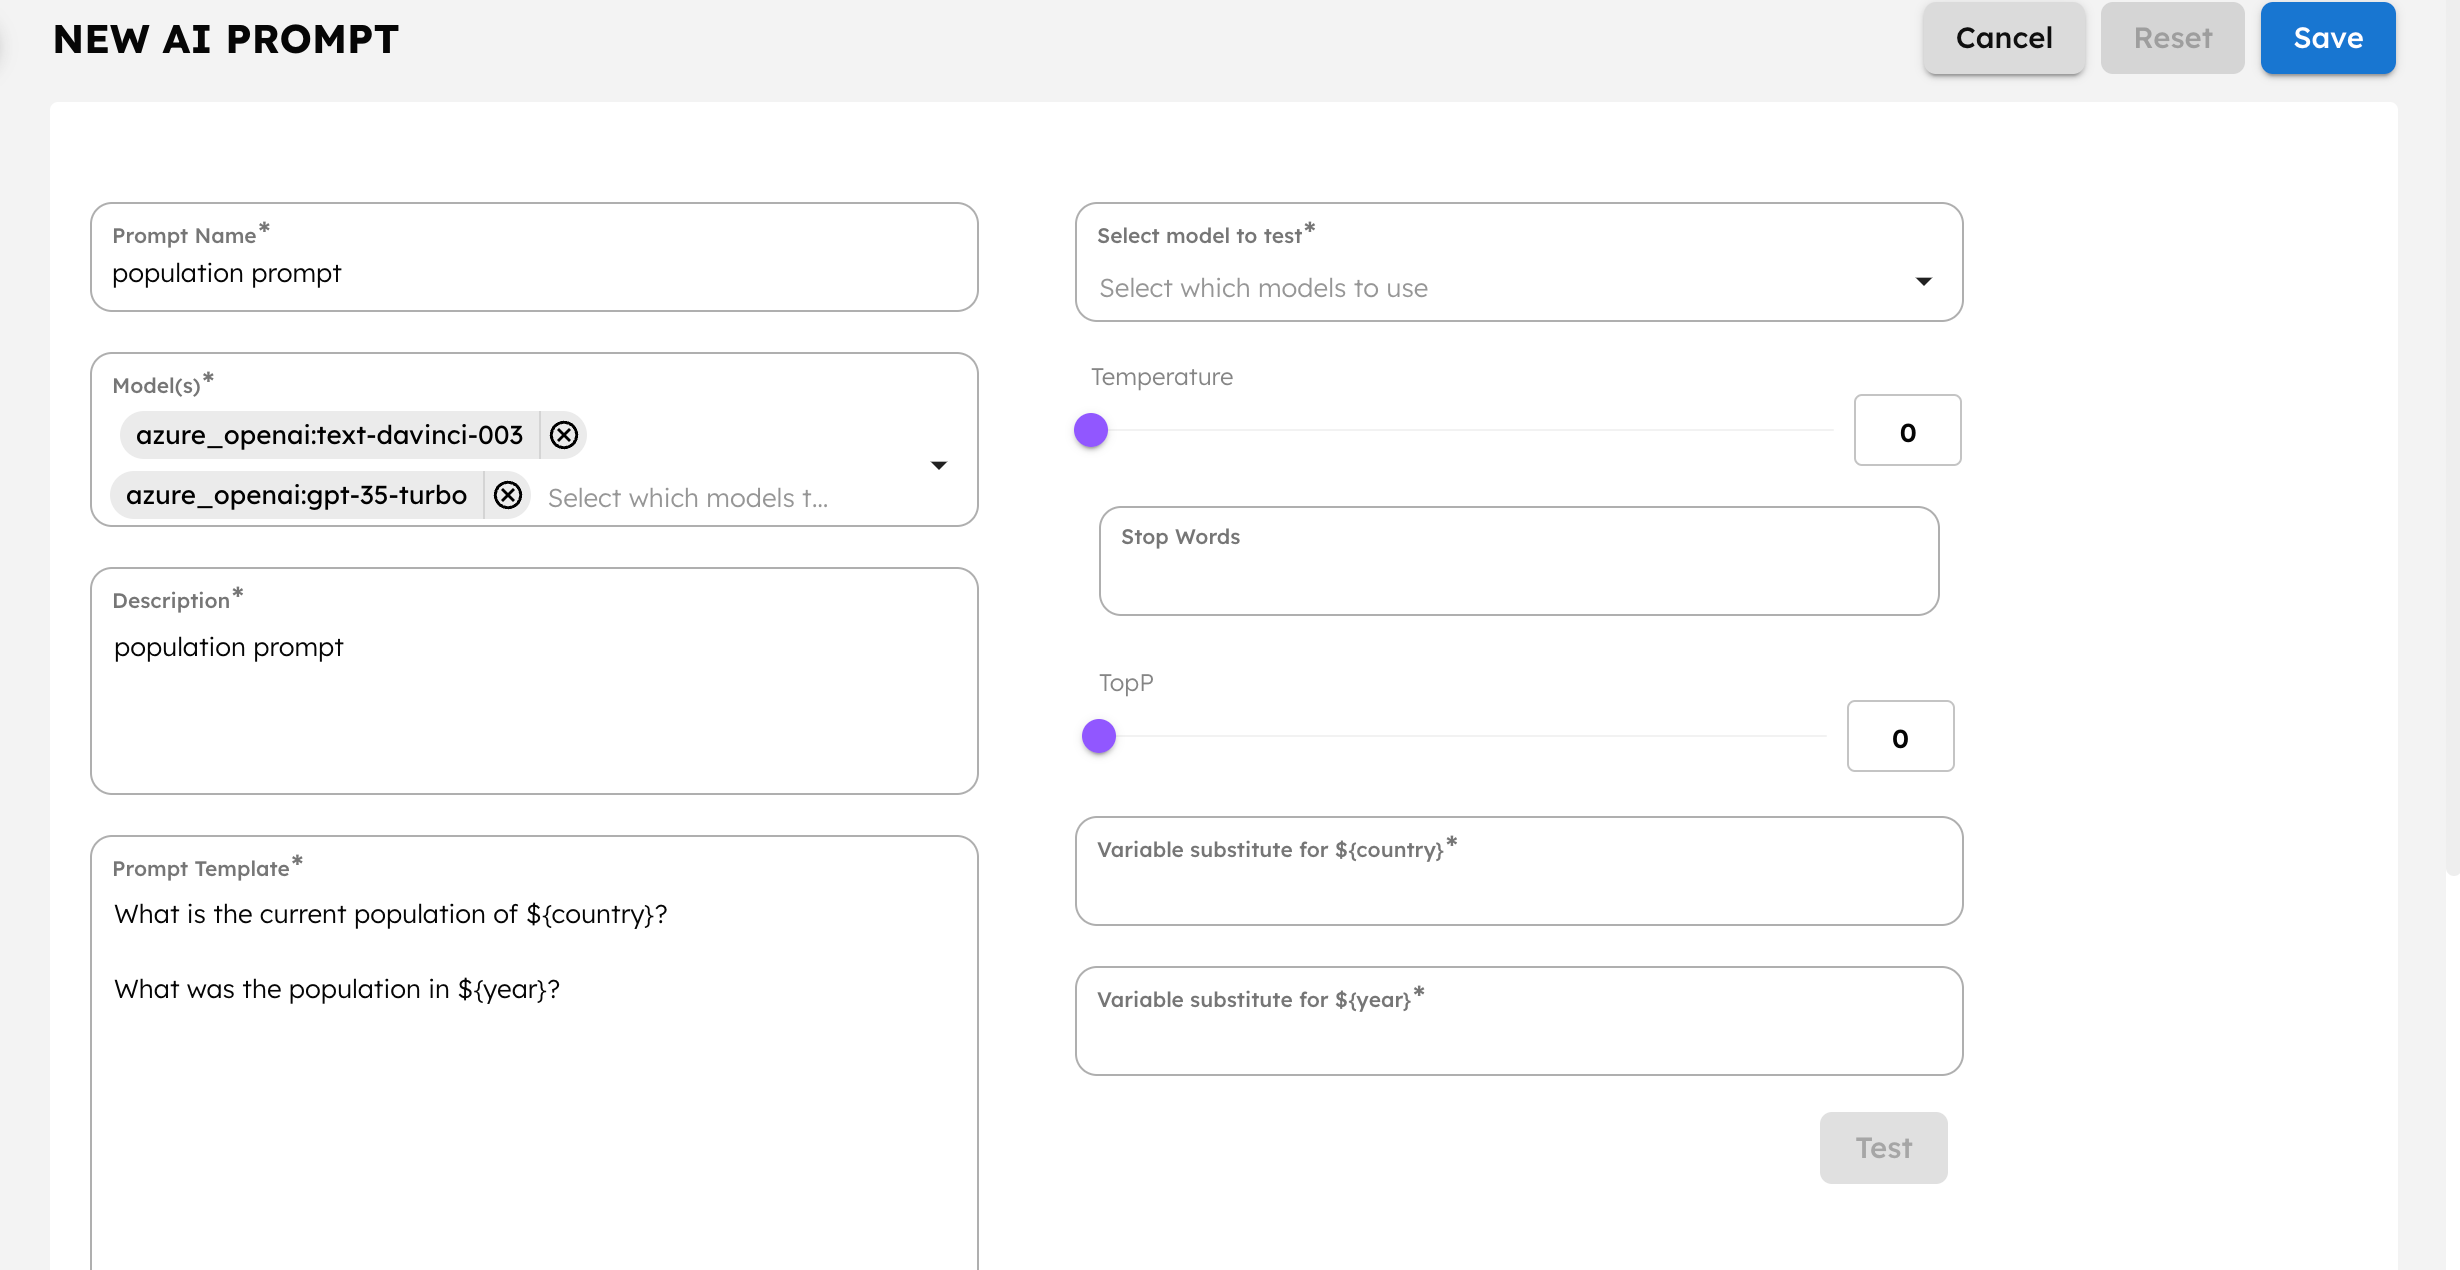 NEW AI PROMPT
Cancel
Reset
Save
Prompt Name*
population prompt
Model(s)*
azure_openai:text-davinci-003
azure_openai:gpt-35-turbo
Select which models t...
Description*
population prompt
Prompt Template*
What is the current population of ${country}?
What was the population in ${year}?
Select model to test*
Select which models to use
Temperature
0
Stop Words
TopP
0
Variable substitute for ${country}*
Variable substitute for ${year}*
Test